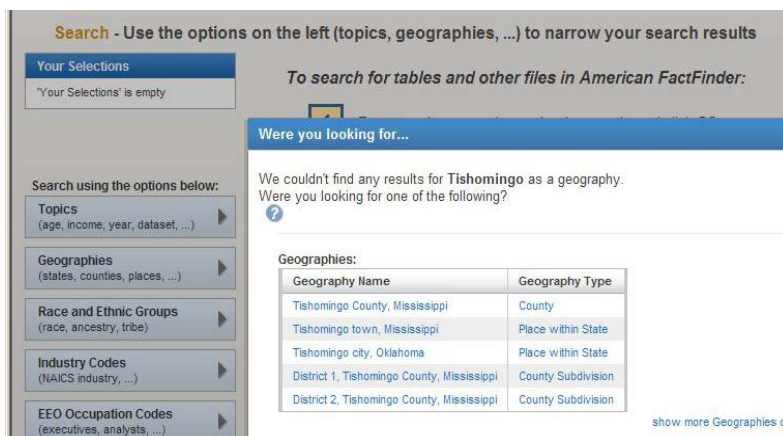 Search - Use the options on the left (topics, geographies, ...) to narrow your search results
Your Selections
'Your Selections' is empty
To search for tables and other files in American FactFinder:
Search using the options below:
Topics
(age, income, year, dataset, ...)
Geographies
(states, counties, places, ...)
Race and Ethnic Groups
(race, ancestry, tribe)
Industry Codes
(NAICS industry, ...)
EEO Occupation Codes
(executives, analysts, ...)
Were you looking for...
We couldn't find any results for Tishomingo as a geography.
Were you looking for one of the following?
?
Geographies:
Geography Name Geography Type
Tishomingo County, Mississippi County
Tishomingo town, Mississippi Place within State
Tishomingo city, Oklahoma Place within State
District 1, Tishomingo County, Mississippi County Subdivision
District 2, Tishomingo County, Mississippi County Subdivision
show more Geographies